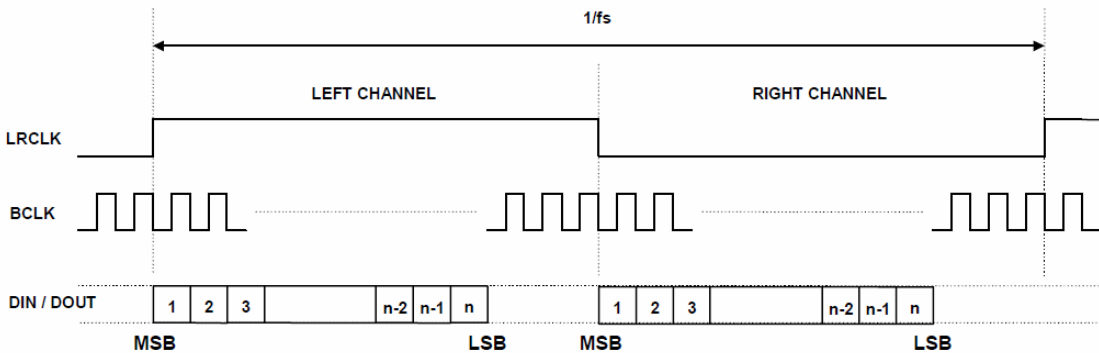 1/fs
LEFT CHANNEL RIGHT CHANNEL
LRCLK
BCLK
DIN / DOUT 1 2 3 n-2 n-1 n 1 2 3 n-2 n-1 n
MSB LSB MSB LSB